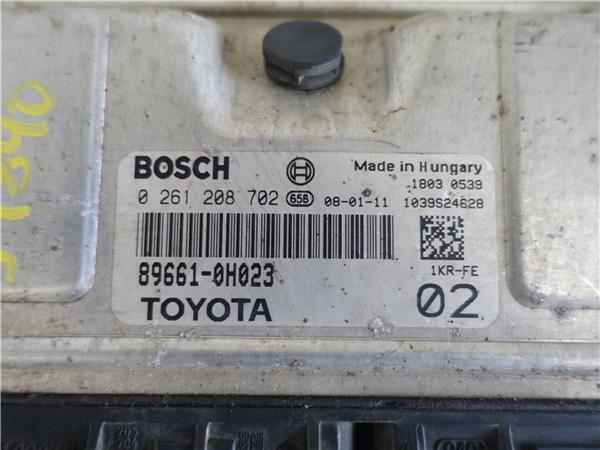 BOSCH
Made in Hungary
1803 0539
0 261 208 702 658 08-01-11 1039S24628
89661-0H023
1KR-FE
TOYOTA
02